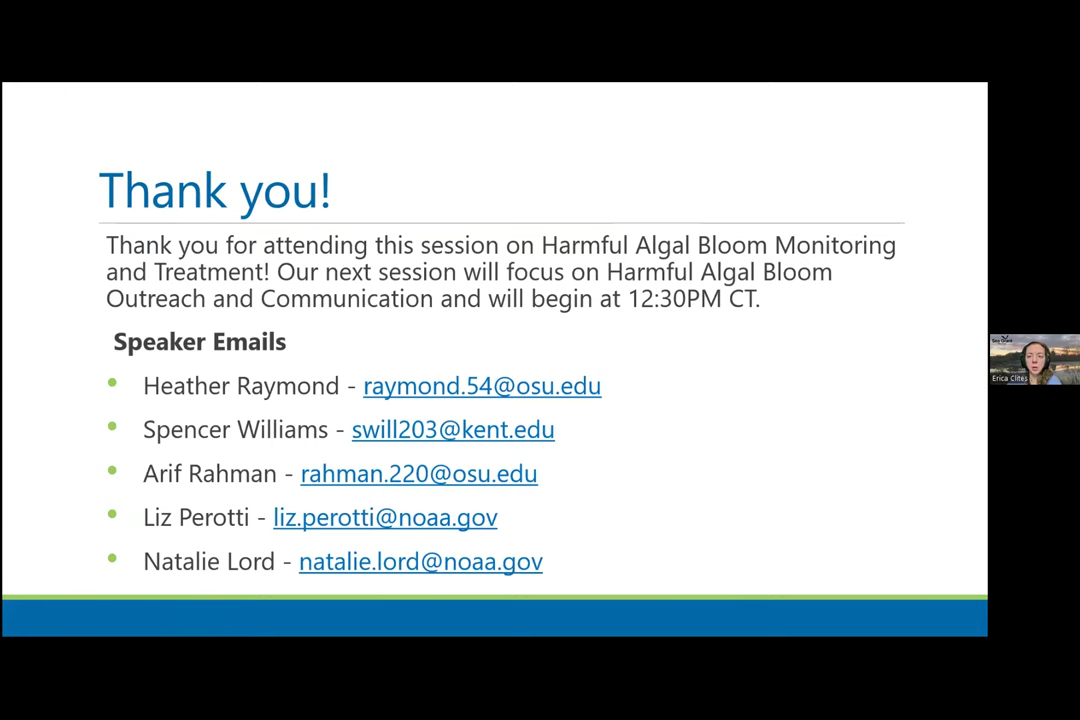 Thank you!
Thank you for attending this session on Harmful Algal Bloom Monitoring
and Treatment! Our next session will focus on Harmful Algal Bloom
Outreach and Communication and will begin at 12:30PM CT.
Speaker Emails
• Heather Raymond - raymond.54@osu.edu
• Spencer Williams - swill203@kent.edu
• Arif Rahman - rahman.220@osu.edu
• Liz Perotti - liz.perotti@noaa.gov
• Natalie Lord - natalie.lord@noaa.gov
Sea Grant
Erica Clites